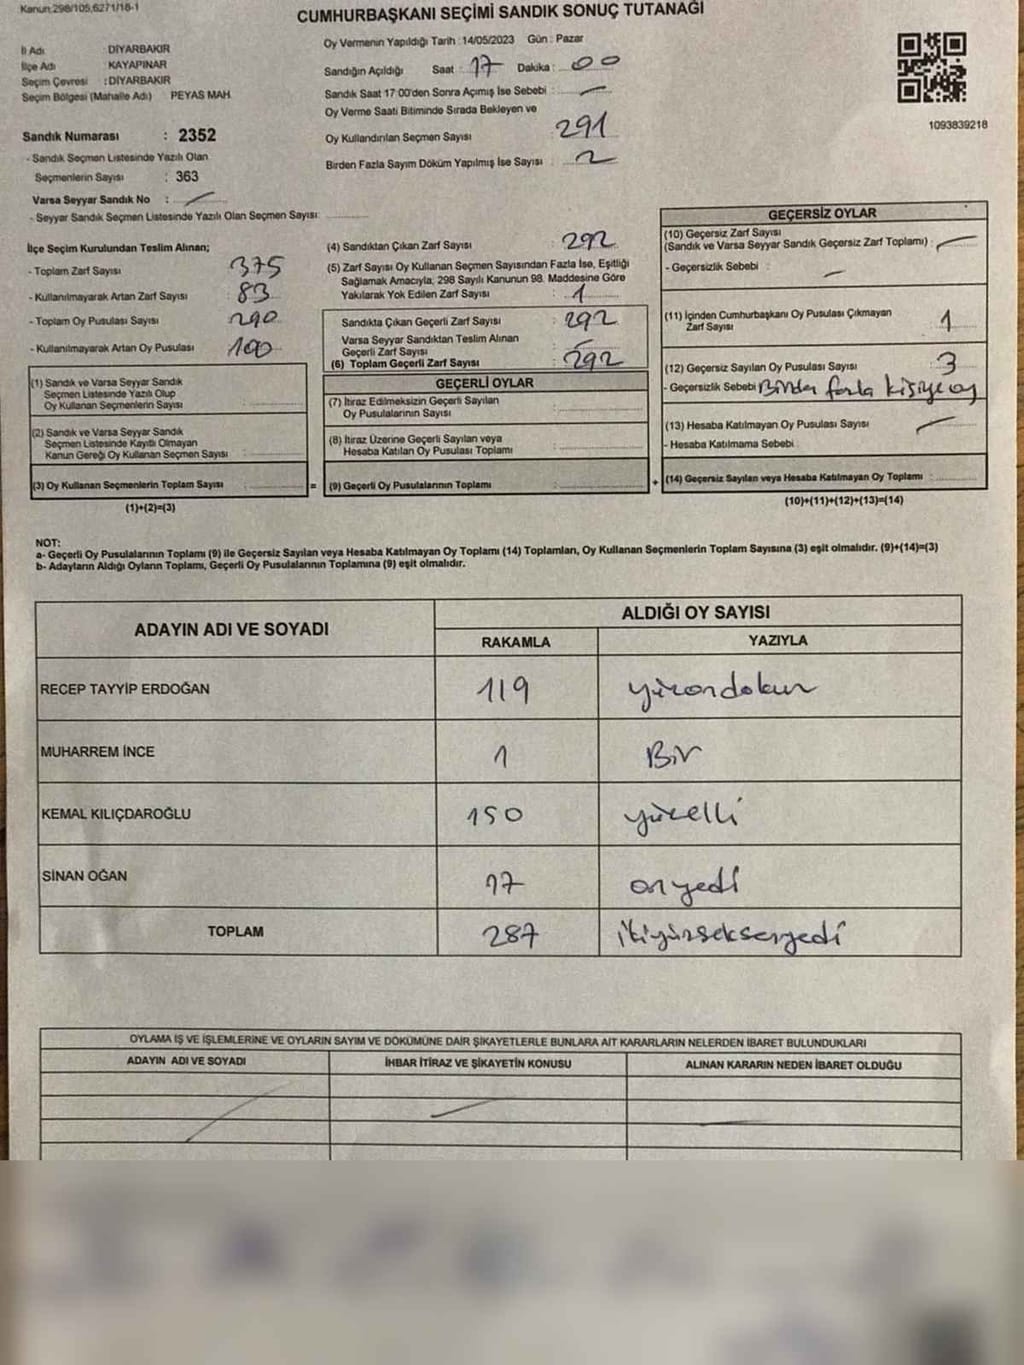 Kanun:298/105,6271/18-1
CUMHURBAŞKANI SEÇİMİ SANDIK SONUÇ TUTANAĞI
İl Adı : DİYARBAKIR
İlçe Adı : KAYAPINAR
Seçim Çevresi : DİYARBAKIR
Seçim Bölgesi (Mahalle Adı) PEYAS MAH.
Sandık Numarası : 2352
- Sandık Seçmen Listesinde Yazılı Olan
Seçmenlerin Sayısı : 363
Varsa Seyyar Sandık No :
- Seyyar Sandık Seçmen Listesinde Yazılı Olan Seçmen Sayısı:
Oy Vermenin Yapıldığı Tarih :14/05/2023 Gün : Pazar
Sandığın Açıldığı Saat : 17 Dakika : 00
Sandık Saat 17:00'den Sonra Açımış İse Sebebi :
Oy Verme Saati Bitiminde Sırada Bekleyen ve
Oy Kullandırılan Seçmen Sayısı : 291
Birden Fazla Sayım Döküm Yapılmış İse Sayısı : 2
1093839218
İlçe Seçim Kurulundan Teslim Alınan;
- Toplam Zarf Sayısı : 375
- Kullanılmayarak Artan Zarf Sayısı : 83
- Toplam Oy Pusulası Sayısı : 290
- Kullanılmayarak Artan Oy Pusulası : 100
(1) Sandık ve Varsa Seyyar Sandık
Seçmen Listesinde Yazılı Olup
Oy Kullanan Seçmenlerin Sayısı :
(2) Sandık ve Varsa Seyyar Sandık
Seçmen Listesinde Kayıtlı Olmayan
Kanun Gereği Oy Kullanan Seçmen Sayısı :
(3) Oy Kullanan Seçmenlerin Toplam Sayısı :
(1)+(2)=(3)
(4) Sandıktan Çıkan Zarf Sayısı : 292
(5) Zarf Sayısı Oy Kullanan Seçmen Sayısından Fazla İse, Eşitliği
Sağlamak Amacıyla; 298 Sayılı Kanunun 98. Maddesine Göre
Yakılarak Yok Edilen Zarf Sayısı : 1
Sandıkta Çıkan Geçerli Zarf Sayısı : 292
Varsa Seyyar Sandıktan Teslim Alınan
Geçerli Zarf Sayısı :
(6) Toplam Geçerli Zarf Sayısı : 292
GEÇERLİ OYLAR
(7) İtiraz Edilmeksizin Geçerli Sayılan
Oy Pusulalarının Sayısı :
(8) İtiraz Üzerine Geçerli Sayılan veya
Hesaba Katılan Oy Pusulası Toplamı :
= (9) Geçerli Oy Pusulalarının Toplamı :
GEÇERSİZ OYLAR
(10) Geçersiz Zarf Sayısı
(Sandık ve Varsa Seyyar Sandık Geçersiz Zarf Toplamı) :
- Geçersizlik Sebebi :
(11) İçinden Cumhurbaşkanı Oy Pusulası Çıkmayan
Zarf Sayısı : 1
(12) Geçersiz Sayılan Oy Pusulası Sayısı : 3
- Geçersizlik Sebebi : Birden fazla kişiye oy
(13) Hesaba Katılmayan Oy Pusulası Sayısı :
- Hesaba Katılmama Sebebi :
+ (14) Geçersiz Sayılan veya Hesaba Katılmayan Oy Toplamı :
(10)+(11)+(12)+(13)=(14)
NOT:
a- Geçerli Oy Pusulalarının Toplamı (9) ile Geçersiz Sayılan veya Hesaba Katılmayan Oy Toplamı (14) Toplamları, Oy Kullanan Seçmenlerin Toplam Sayısına (3) eşit olmalıdır. (9)+(14)=(3)
b- Adayların Aldığı Oyların Toplamı, Geçerli Oy Pusulalarının Toplamına (9) eşit olmalıdır.
ADAYIN ADI VE SOYADI
ALDIĞI OY SAYISI
RAKAMLA YAZIYLA
RECEP TAYYİP ERDOĞAN 119 yüzondokuz
MUHARREM İNCE 1 Bir
KEMAL KILIÇDAROĞLU 150 yüzelli
SİNAN OĞAN 17 onyedi
TOPLAM 287 ikiyüzseksenyedi
OYLAMA İŞ VE İŞLEMLERİNE VE OYLARIN SAYIM VE DÖKÜMÜNE DAİR ŞİKAYETLERLE BUNLARA AİT KARARLARIN NELERDEN İBARET BULUNDUKLARI
ADAYIN ADI VE SOYADI İHBAR İTİRAZ VE ŞİKAYETİN KONUSU ALINAN KARARIN NEDEN İBARET OLDUĞU